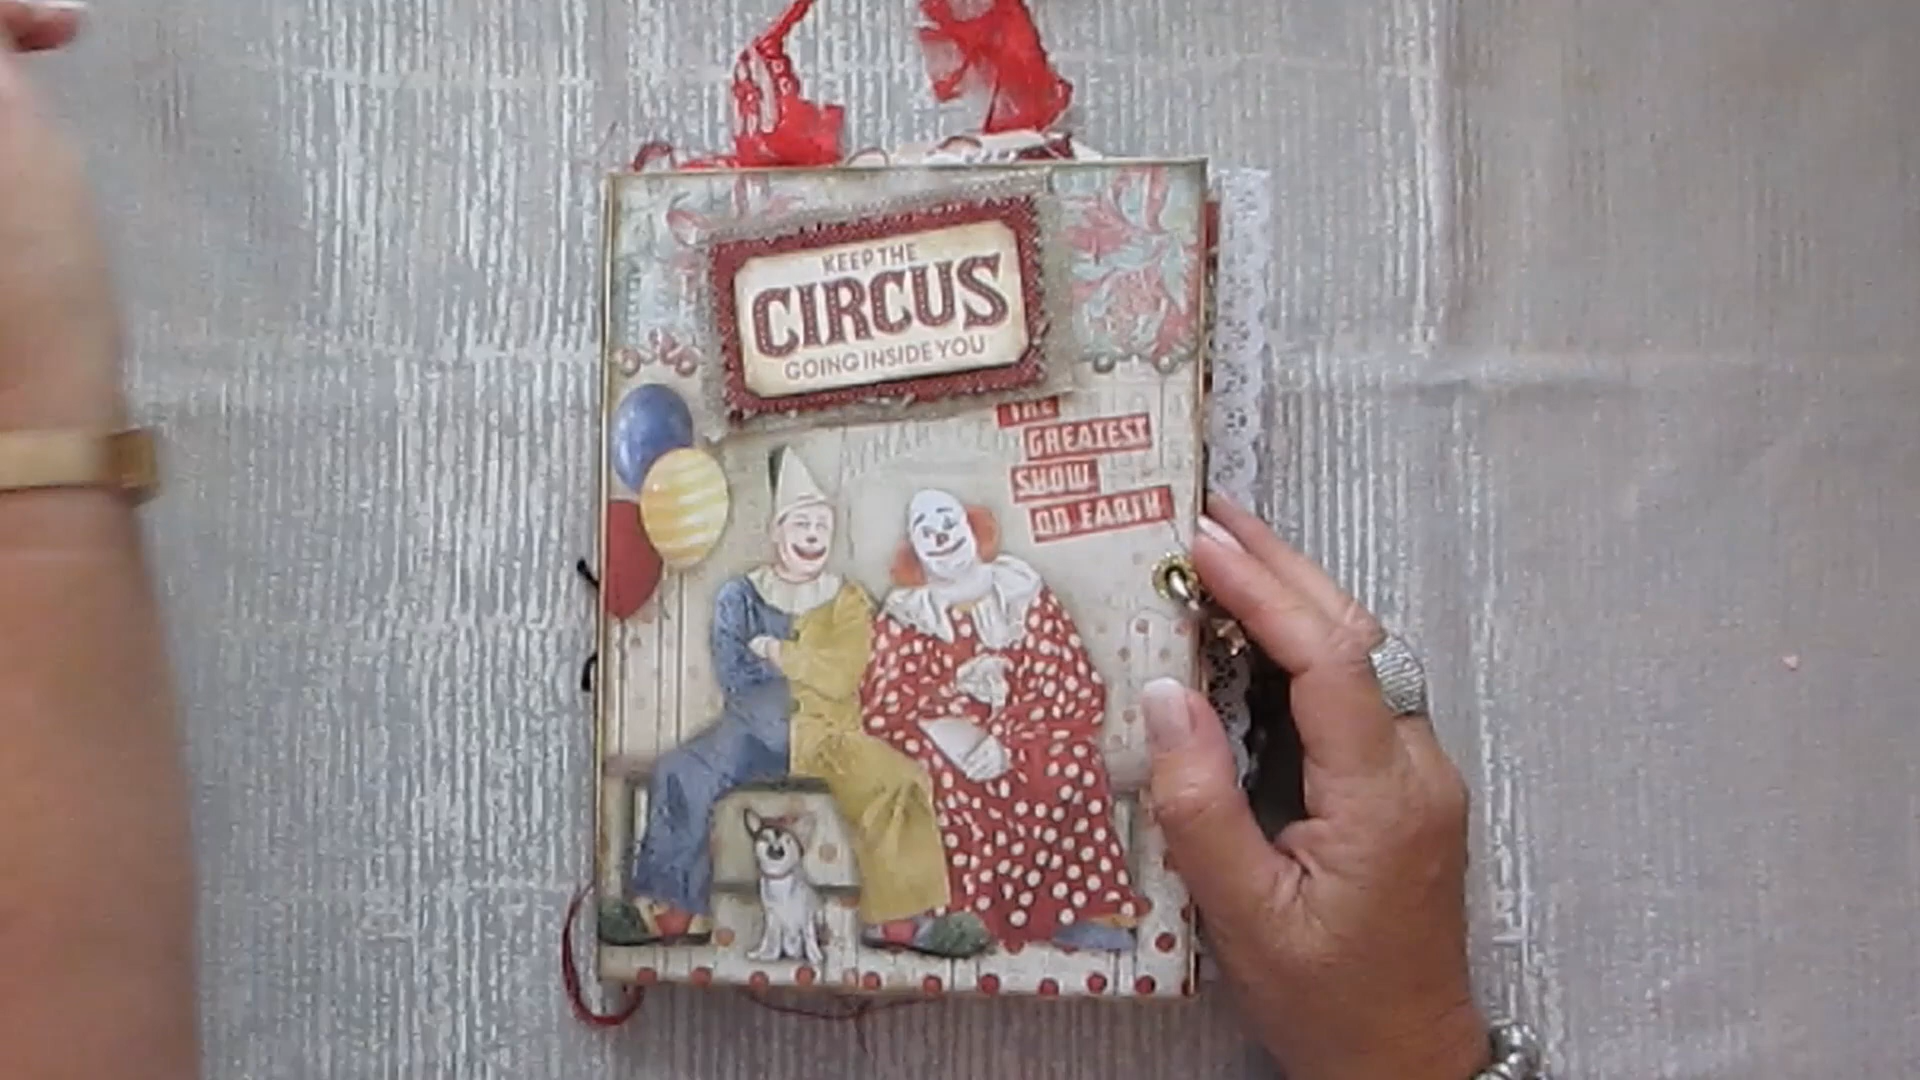 KEEP THE
CIRCUS
GOING INSIDE YOU
THE
GREATEST
SHOW
ON EARTH